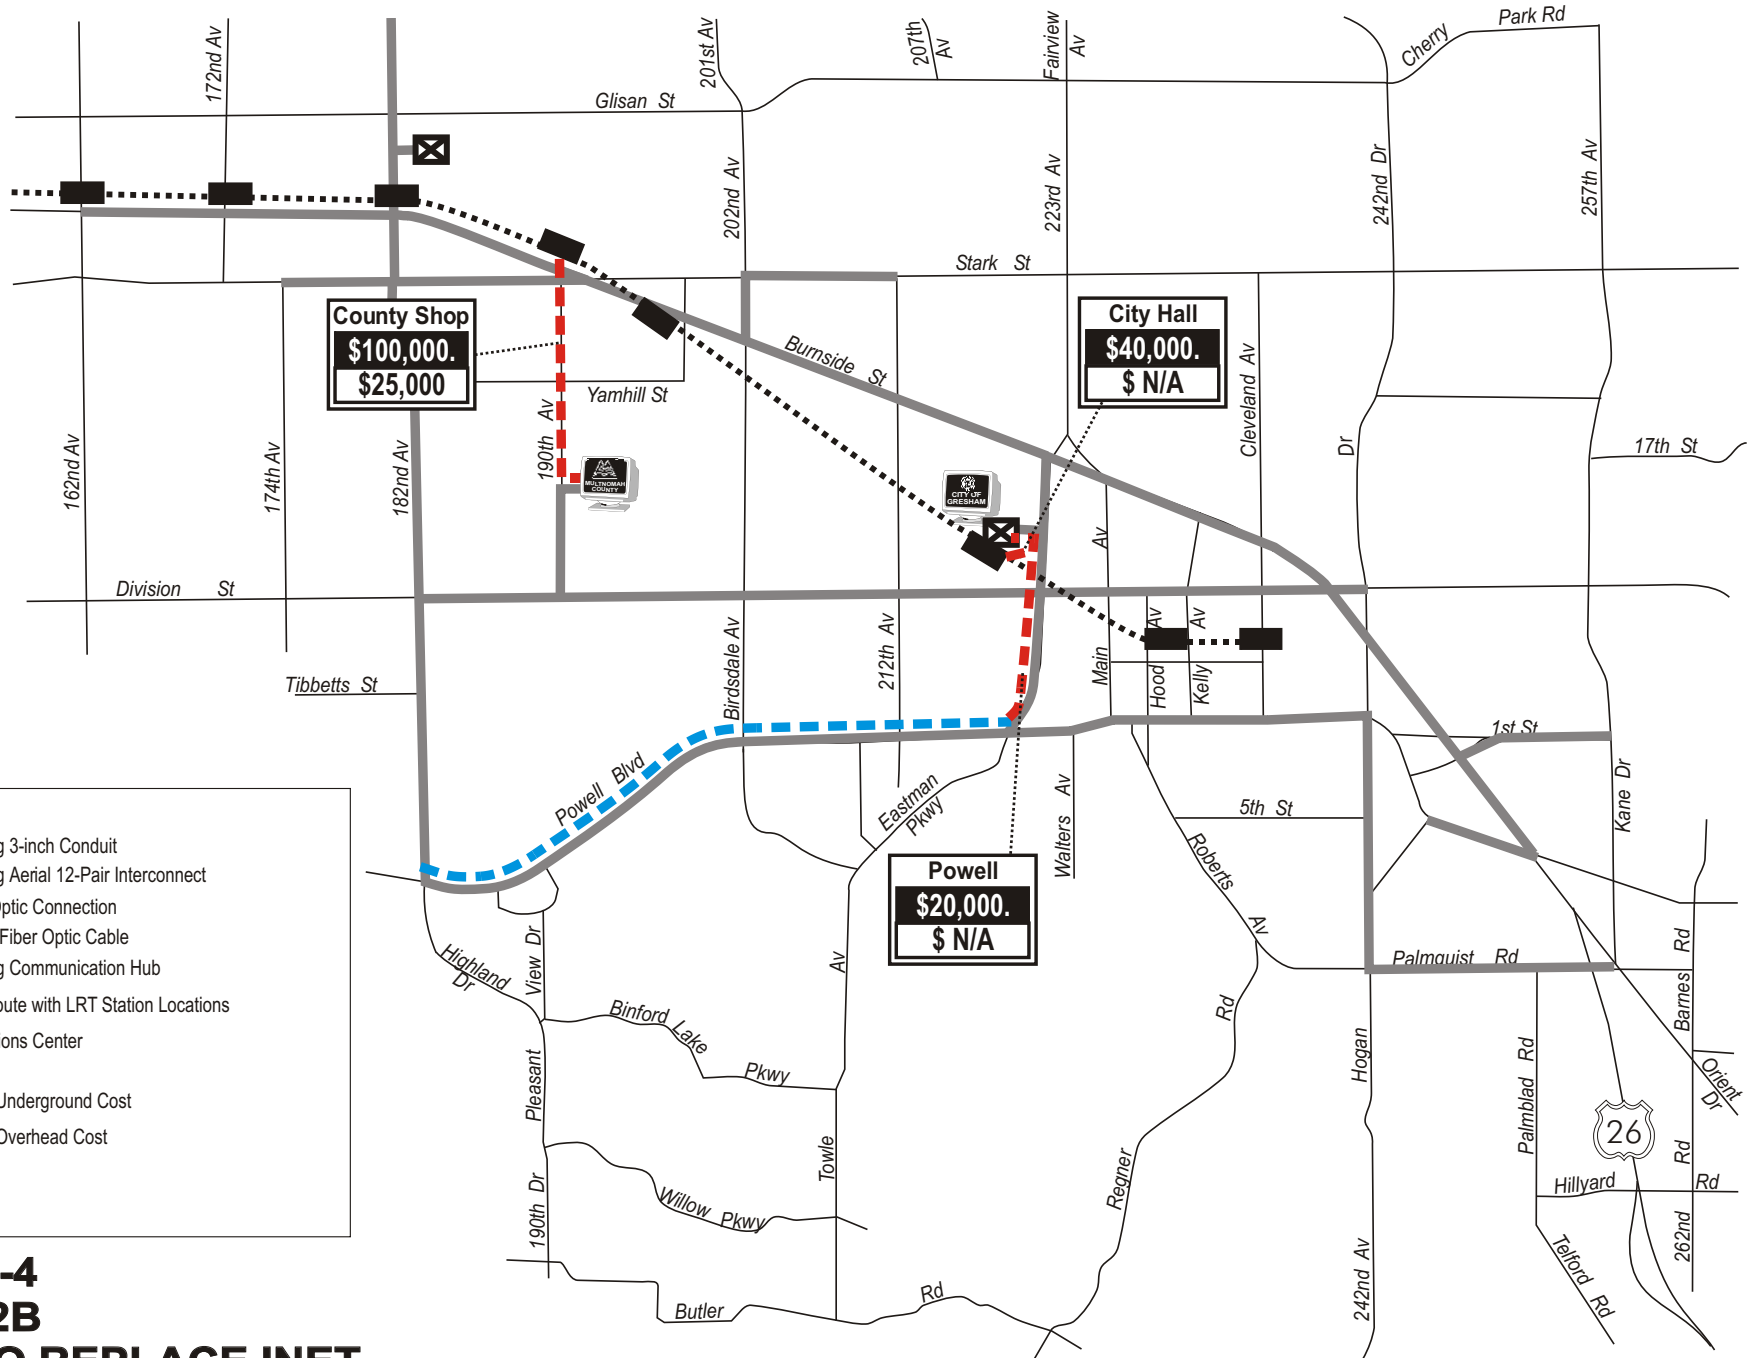 172nd Av
201st Av
207th
Av
Fairview
Av
Cherry
Park Rd
Glisan St
202nd Av
223rd Av
242nd Dr
257th Av
Stark St
County Shop
$100,000.
$25,000
City Hall
$40,000.
$ N/A
Burnside St
Yamhill St
Cleveland Av
Dr
17th St
162nd Av
174th Av
182nd Av
190th Av
MULTNOMAH
COUNTY
CITY OF
GRESHAM
Av
Division St
Birdsdale Av
212th Av
Main
Hood
Av
Kelly
Av
Tibbetts St
1st St
Powell Blvd
Eastman
Pkwy
Walters Av
5th St
Kane Dr
Roberts
Av
Powell
$20,000.
$ N/A
g 3-inch Conduit
g Aerial 12-Pair Interconnect
Optic Connection
Fiber Optic Cable
g Communication Hub
oute with LRT Station Locations
ions Center
Underground Cost
Overhead Cost
Highland
Dr
View Dr
Av
Palmquist Rd
Barnes Rd
Binford Lake
Pkwy
Rd
Hogan
Palmblad Rd
Orient
Dr
Pleasant
26
Towle
Regner
Rd
Hillyard Rd
190th Dr
Willow Pkwy
262nd
242nd Av
Telford Rd
Butler Rd
-4
2B
O REPLACE INET